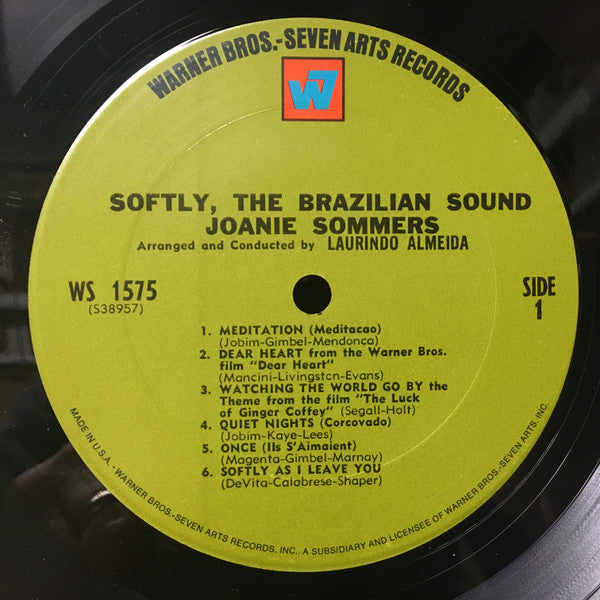 WARNER BROS.-SEVEN ARTS RECORDS
W7
SOFTLY, THE BRAZILIAN SOUND
JOANIE SOMMERS
Arranged and Conducted by LAURINDO ALMEIDA
WS 1575
(S38957)
SIDE
1
1. MEDITATION (Meditacao)
(Jobim-Gimbel-Mendonca)
2. DEAR HEART from the Warner Bros.
film "Dear Heart"
(Mancini-Livingston-Evans)
3. WATCHING THE WORLD GO BY the
Theme from the film "The Luck
of Ginger Coffey" (Segall-Holt)
4. QUIET NIGHTS (Corcovado)
(Jobim-Kaye-Lees)
5. ONCE (Ils S'Aimaient)
(Magenta-Gimbel-Marnay)
6. SOFTLY AS I LEAVE YOU
(DeVita-Calabrese-Shaper)
MADE IN U.S.A. • WARNER BROS.-SEVEN ARTS RECORDS, INC., A SUBSIDIARY AND LICENSEE OF WARNER BROS.-SEVEN ARTS, INC.